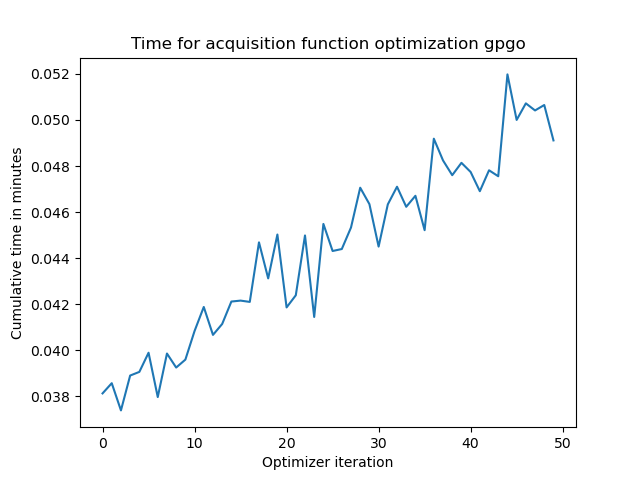 Time for acquisition function optimization gpgo
0.052
0.050
0.048
0.046
0.044
0.042
0.040
0.038
Cumulative time in minutes
0 10 20 30 40 50
Optimizer iteration